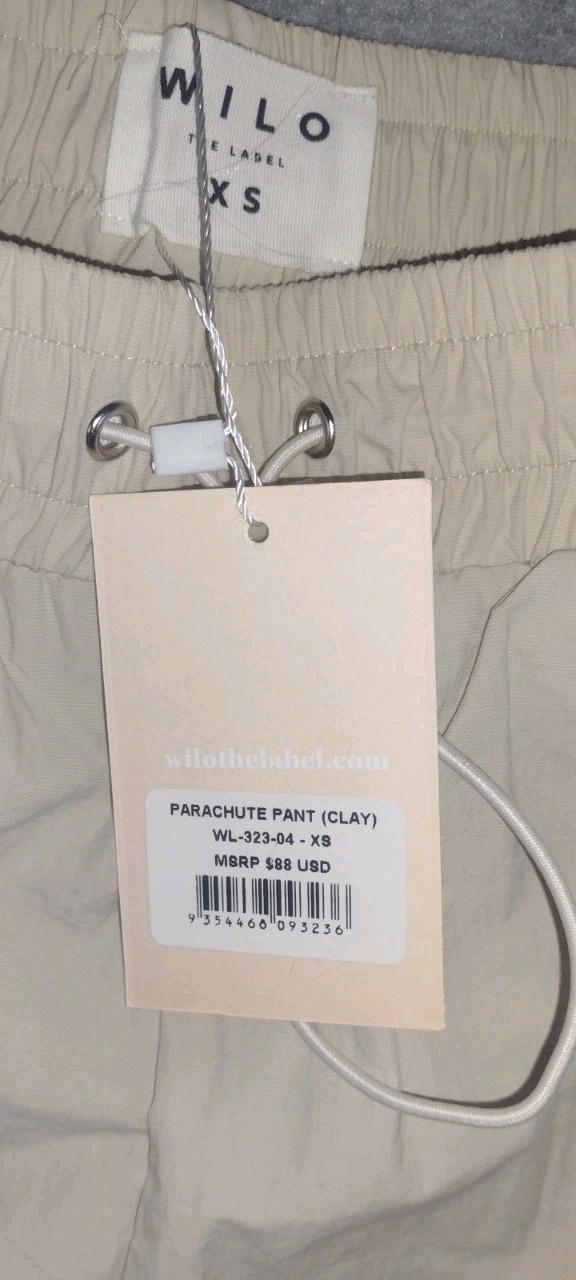 WILO
THE LABEL
XS
wilothelabel.com
PARACHUTE PANT (CLAY)
WL-323-04 - XS
MSRP $88 USD
9 354468 093236